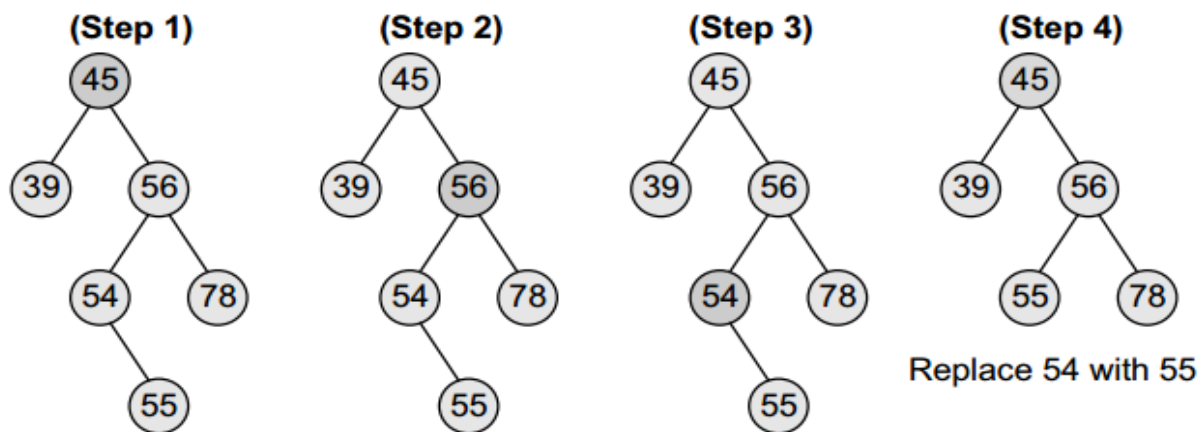 (Step 1) (Step 2) (Step 3) (Step 4)
45 45 45 45
39 56 39 56 39 56 39 56
54 78 54 78 54 78 55 78
55 55 55
Replace 54 with 55